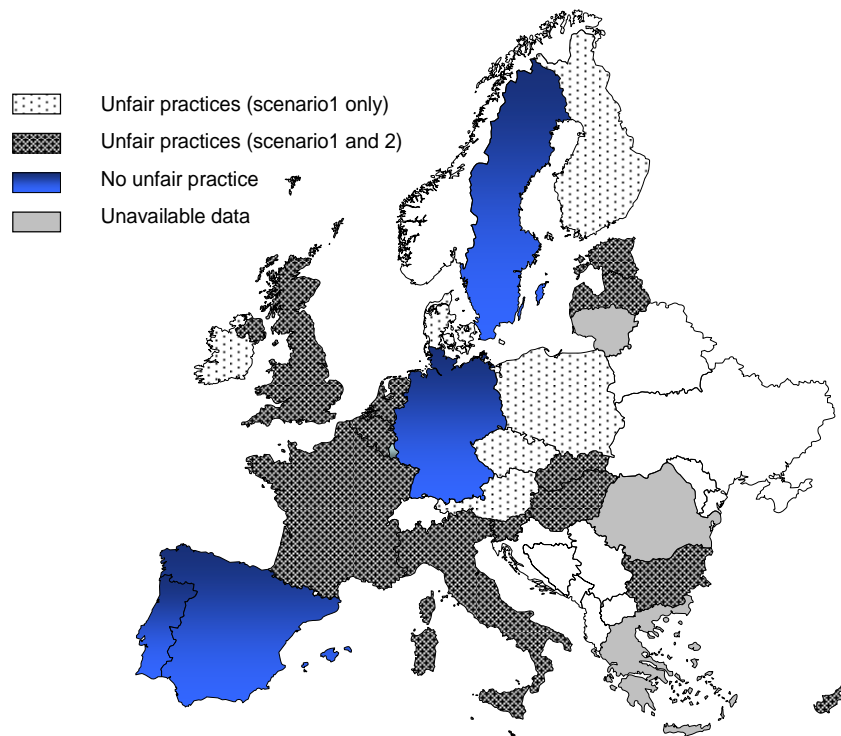 Unfair practices (scenario1 only)
Unfair practices (scenario1 and 2)
No unfair practice
Unavailable data